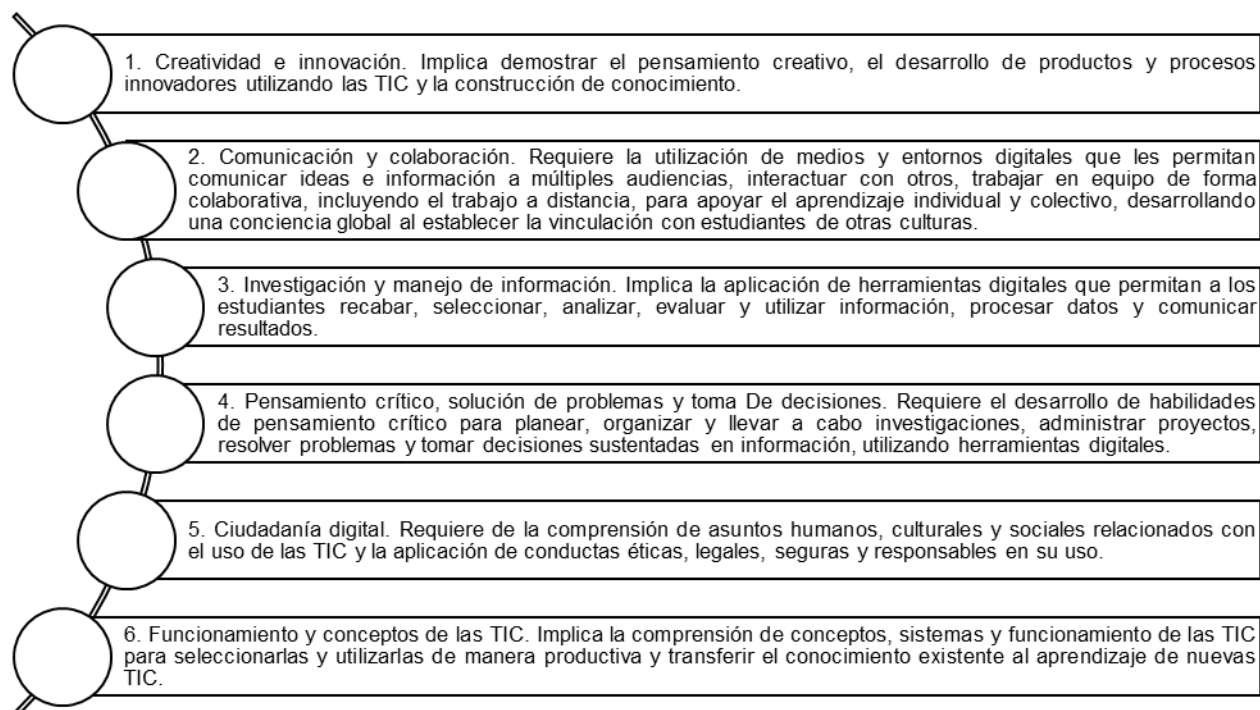 1. Creatividad e innovación. Implica demostrar el pensamiento creativo, el desarrollo de productos y procesos
innovadores utilizando las TIC y la construcción de conocimiento.
2. Comunicación y colaboración. Requiere la utilización de medios y entornos digitales que les permitan
comunicar ideas e información a múltiples audiencias, interactuar con otros, trabajar en equipo de forma
colaborativa, incluyendo el trabajo a distancia, para apoyar el aprendizaje individual y colectivo, desarrollando
una conciencia global al establecer la vinculación con estudiantes de otras culturas.
3. Investigación y manejo de información. Implica la aplicación de herramientas digitales que permitan a los
estudiantes recabar, seleccionar, analizar, evaluar y utilizar información, procesar datos y comunicar
resultados.
4. Pensamiento crítico, solución de problemas y toma De decisiones. Requiere el desarrollo de habilidades
de pensamiento crítico para planear, organizar y llevar a cabo investigaciones, administrar proyectos,
resolver problemas y tomar decisiones sustentadas en información, utilizando herramientas digitales.
5. Ciudadanía digital. Requiere de la comprensión de asuntos humanos, culturales y sociales relacionados con
el uso de las TIC y la aplicación de conductas éticas, legales, seguras y responsables en su uso.
6. Funcionamiento y conceptos de las TIC. Implica la comprensión de conceptos, sistemas y funcionamiento de las TIC
para seleccionarlas y utilizarlas de manera productiva y transferir el conocimiento existente al aprendizaje de nuevas
TIC.